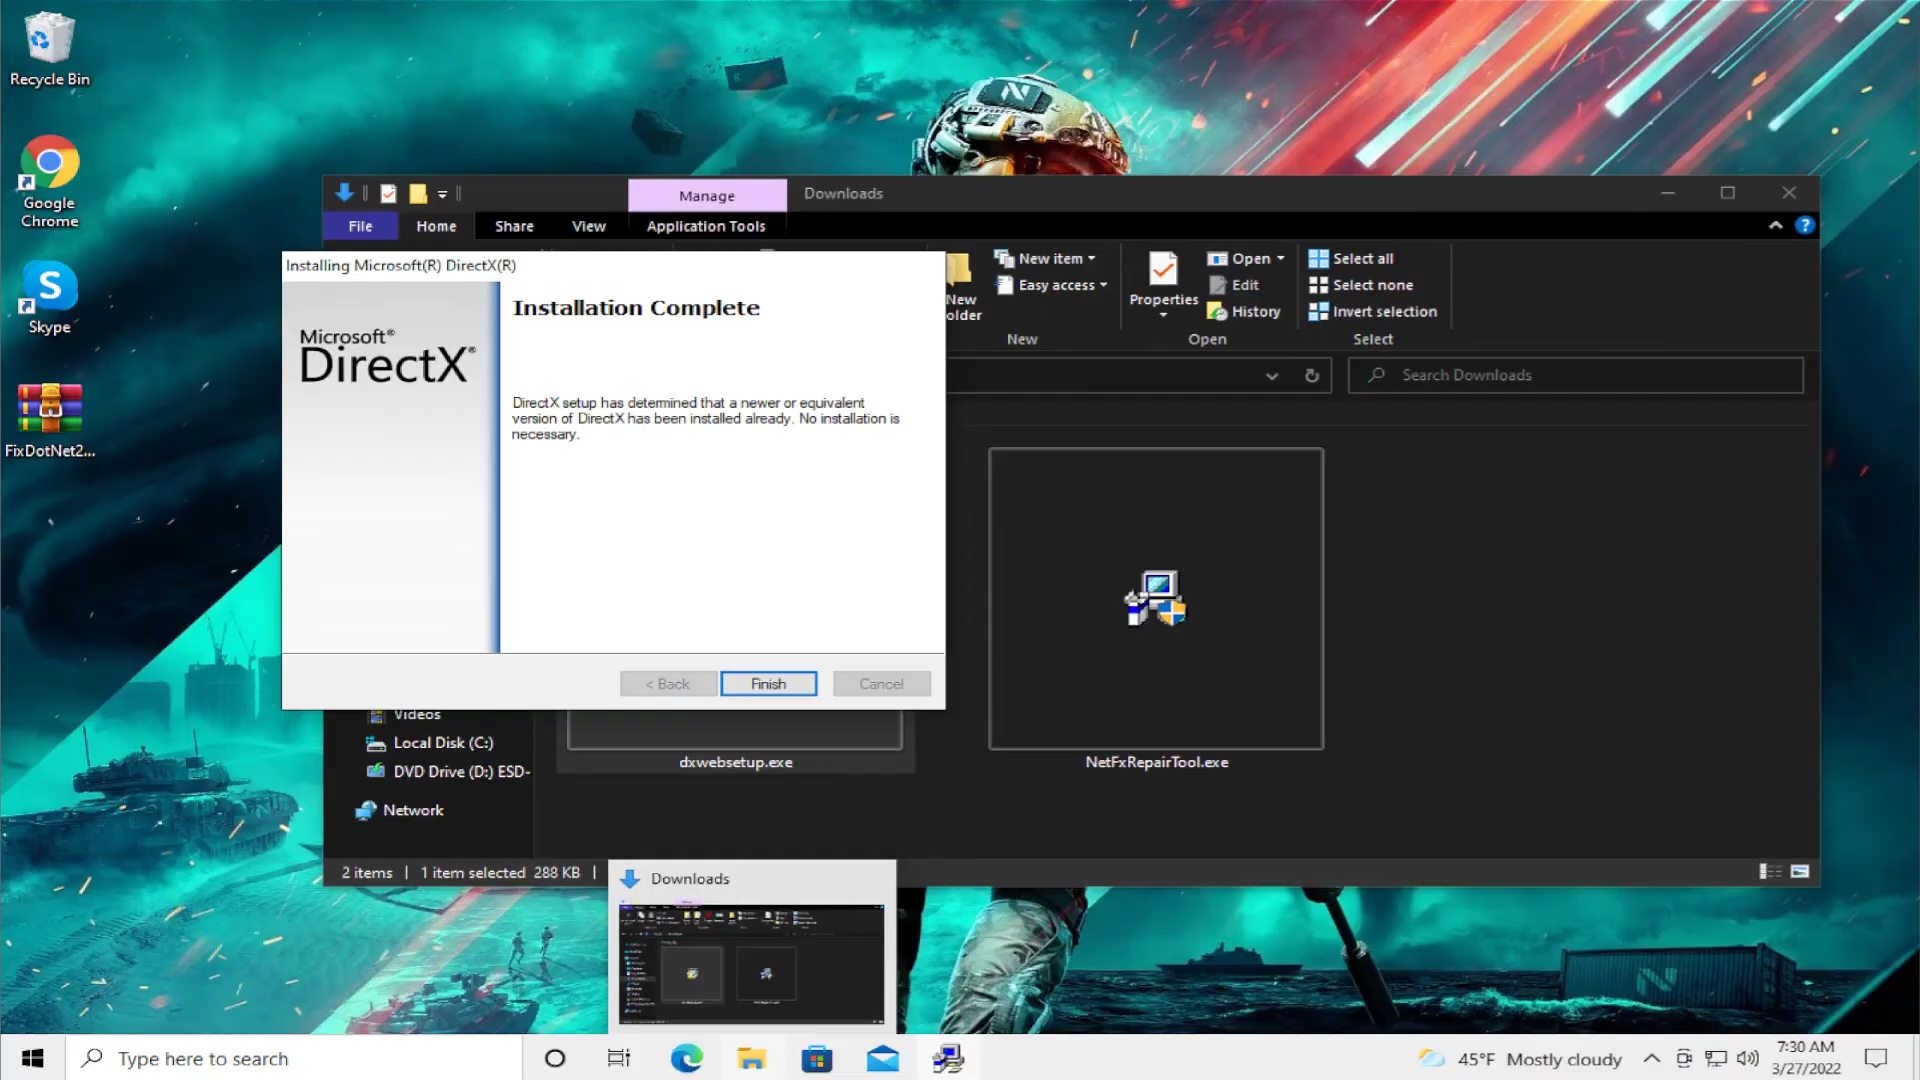 Recycle Bin
Google
Chrome
Skype
FixDotNet2...
Manage
Downloads
File
Home
Share
View
Application Tools
New
older
New item
Easy access
New
Properties
Open
Edit
History
Open
Select all
Select none
Invert selection
Select
Search Downloads
Installing Microsoft(R) DirectX(R)
Microsoft®
DirectX®
Installation Complete
DirectX setup has determined that a newer or equivalent
version of DirectX has been installed already. No installation is
necessary.
< Back
Finish
Cancel
Videos
Local Disk (C:)
DVD Drive (D:) ESD-
Network
dxwebsetup.exe
NetFxRepairTool.exe
2 items
1 item selected 288 KB
Downloads
Type here to search
45°F Mostly cloudy
7:30 AM
3/27/2022